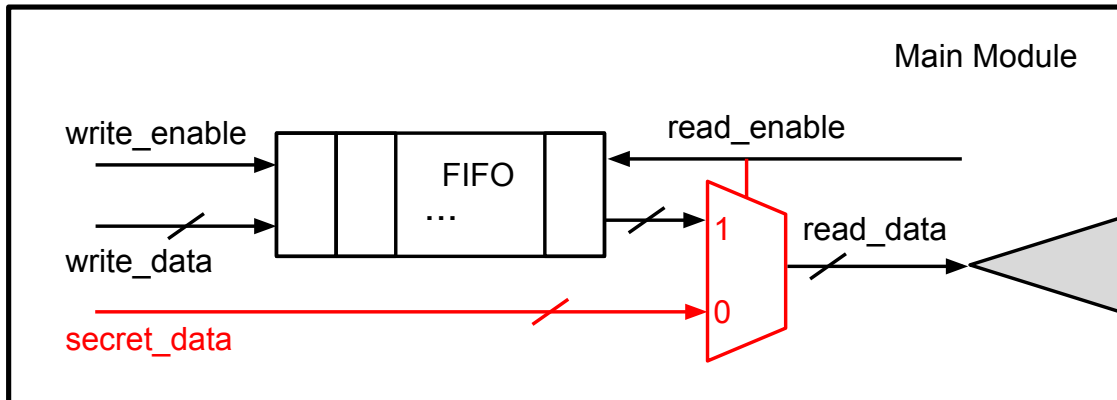 Main Module
write_enable
read_enable
FIFO
...
1
read_data
write_data
0
secret_data